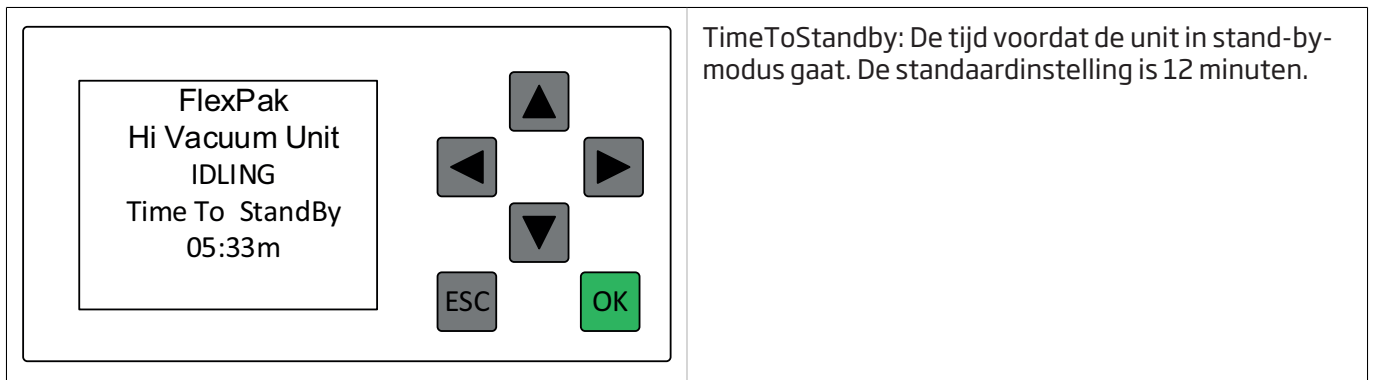 FlexPak
Hi Vacuum Unit
IDLING
Time To StandBy
05:33m
ESC
OK
TimeToStandby: De tijd voordat de unit in stand-by-
modus gaat. De standaardinstelling is 12 minuten.